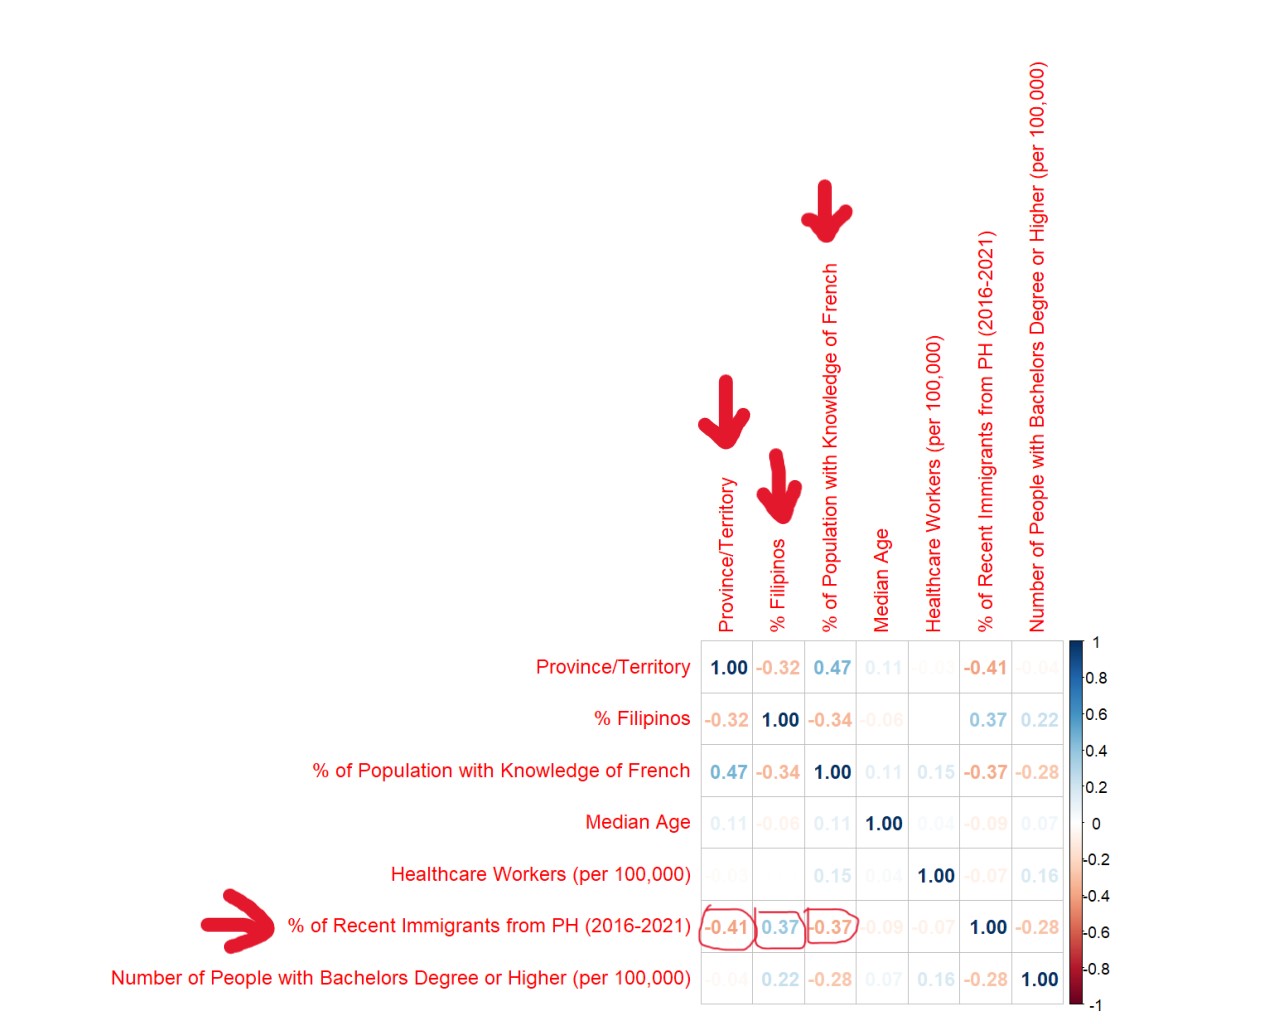 Province/Territory
% Filipinos
% of Population with Knowledge of French
Median Age
Healthcare Workers (per 100,000)
% of Recent Immigrants from PH (2016-2021)
Number of People with Bachelors Degree or Higher (per 100,000)
Province/Territory 1.00 -0.32 0.47 0.11 -0.41 -0.04
% Filipinos -0.32 1.00 -0.34 -0.06 0.37 0.22
% of Population with Knowledge of French 0.47 -0.34 1.00 0.11 0.15 -0.37 -0.28
Median Age 0.11 -0.06 0.11 1.00 0.04 -0.09 0.07
Healthcare Workers (per 100,000) 0.15 0.04 1.00 -0.07 0.16
% of Recent Immigrants from PH (2016-2021) -0.41 0.37 -0.37 -0.09 -0.07 1.00 -0.28
Number of People with Bachelors Degree or Higher (per 100,000) -0.04 0.22 -0.28 0.07 0.16 -0.28 1.00
1
0.8
0.6
0.4
0.2
0
-0.2
-0.4
-0.6
-0.8
-1